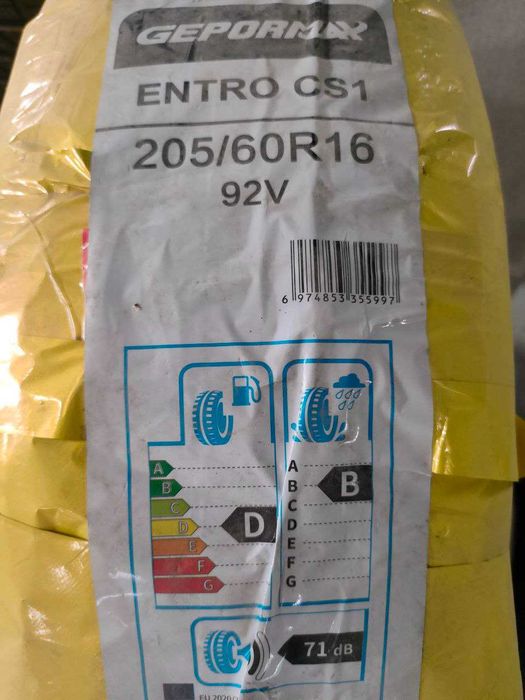 GEPORMAX
ENTRO CS1
205/60R16
92V
6 974853 355997
A
B
C
D
E
F
G
D
A
B
C
D
E
F
G
B
71 dB